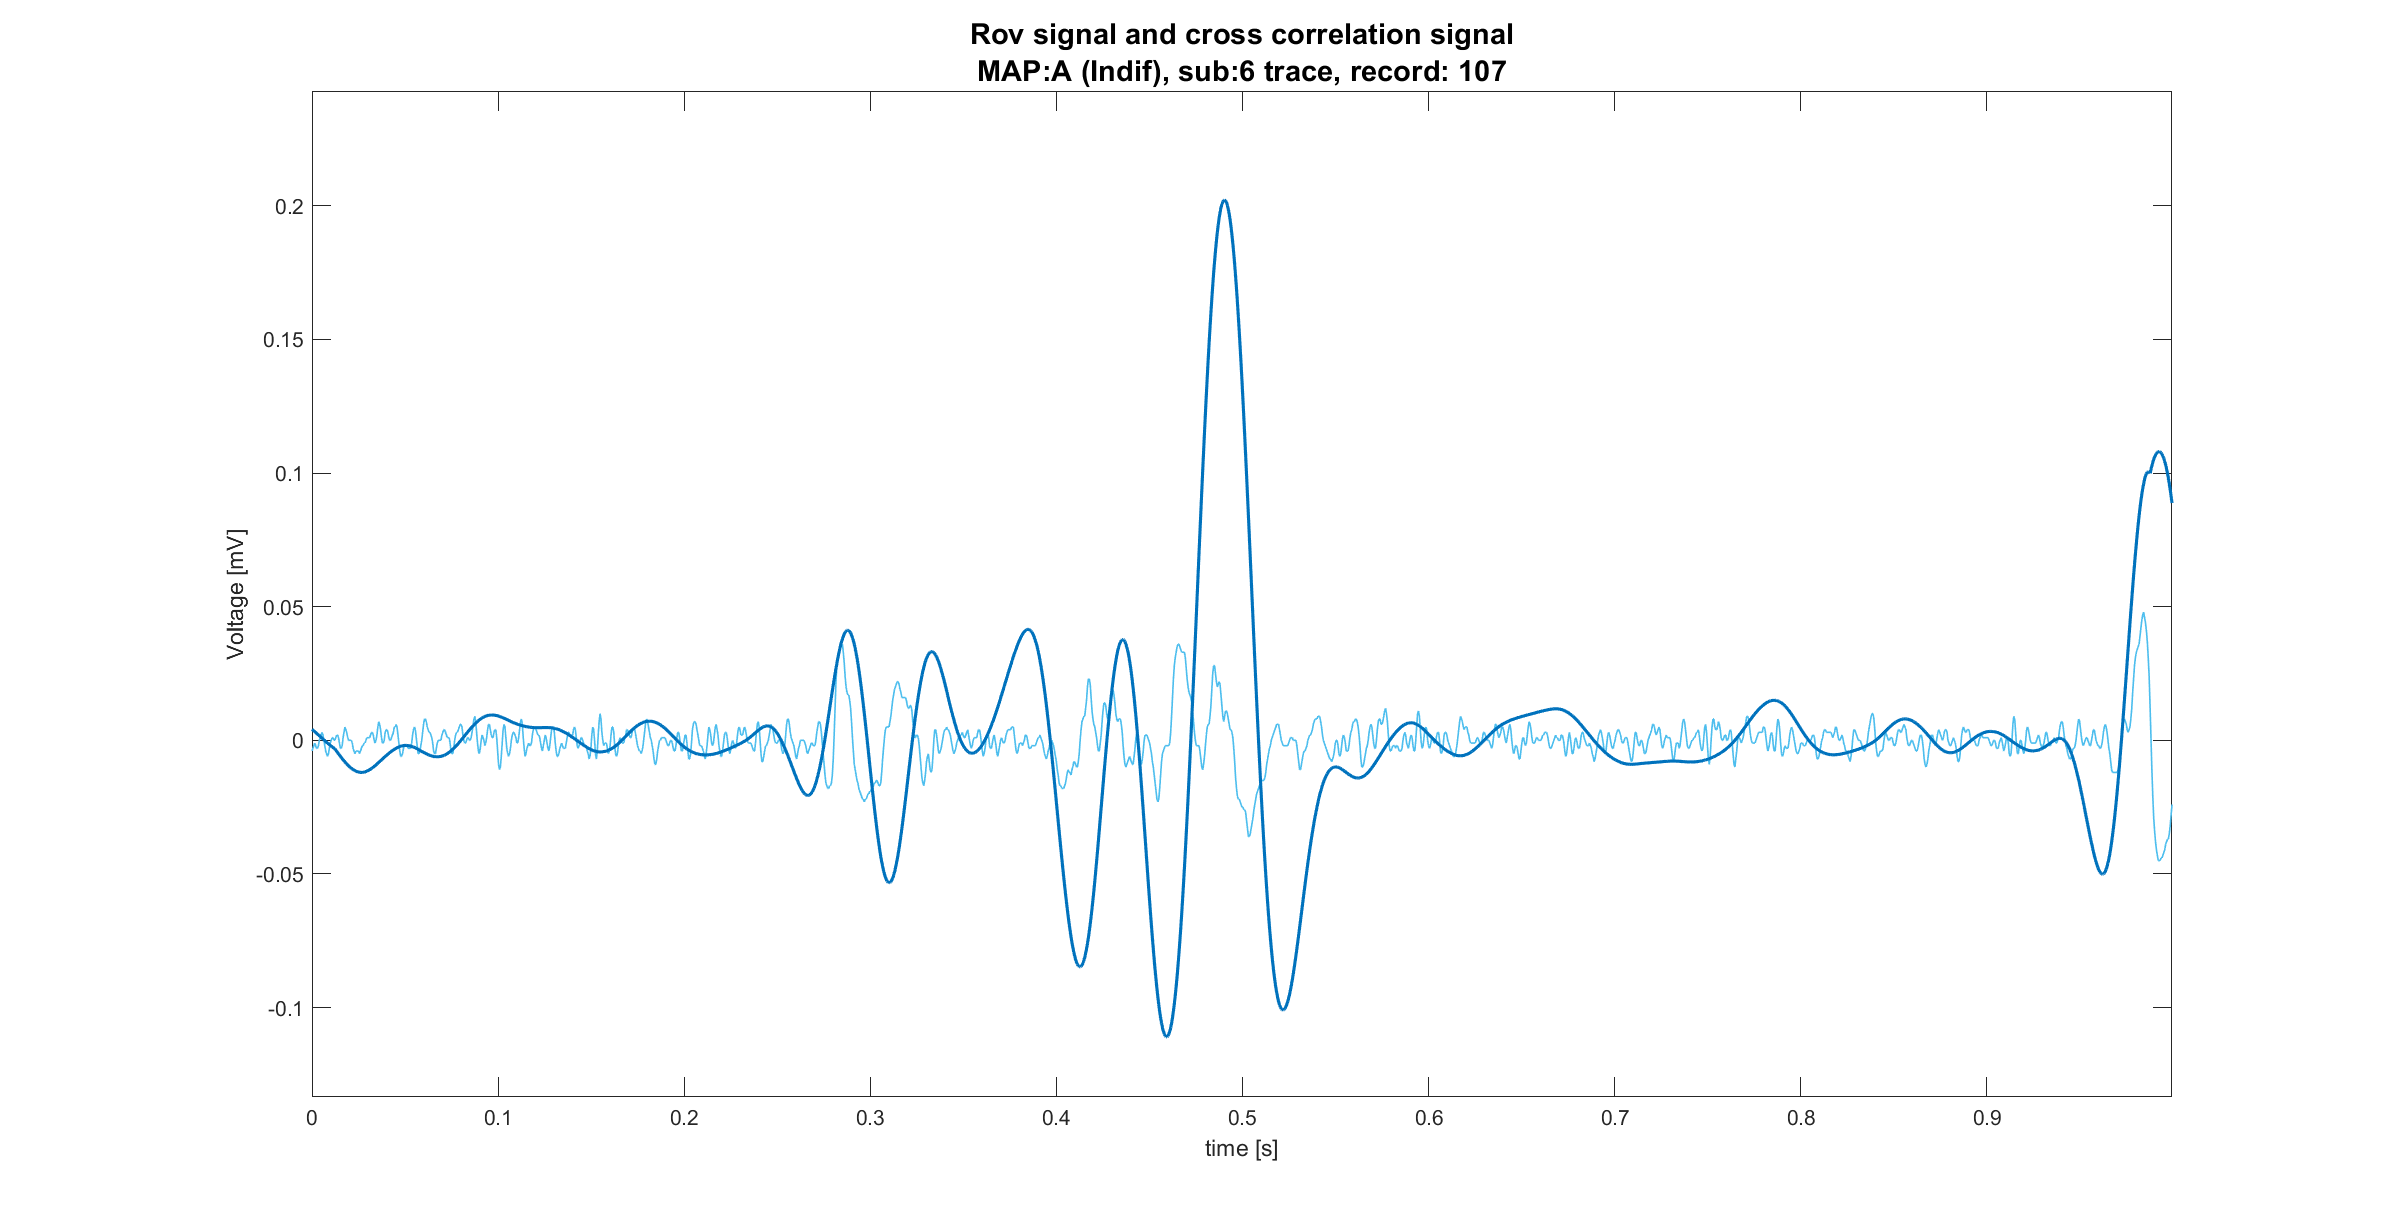 Rov signal and cross correlation signal
MAP:A (Indif), sub:6 trace, record: 107
Voltage [mV]
0.2
0.15
0.1
0.05
0
-0.05
-0.1
0 0.1 0.2 0.3 0.4 0.5 0.6 0.7 0.8 0.9
time [s]